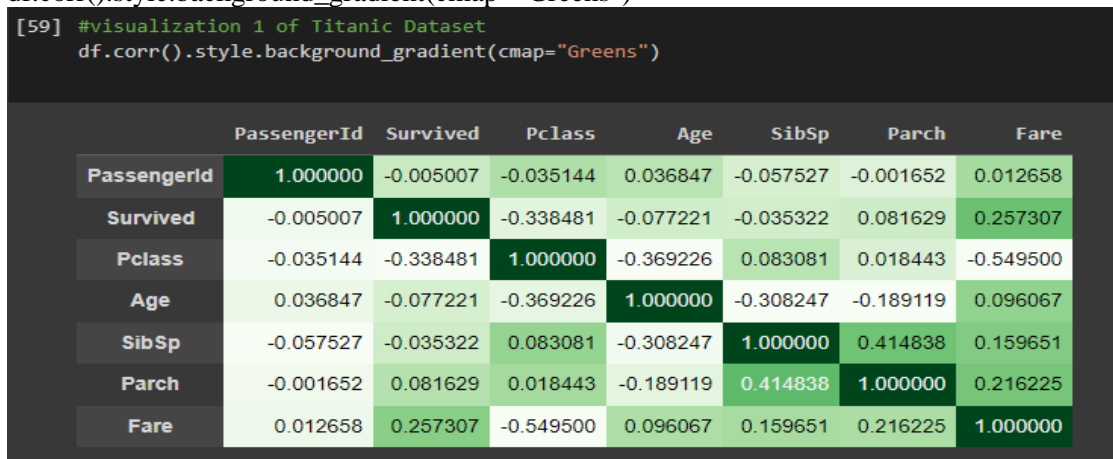 df.corr().style.background_gradient(cmap="Greens")
[59] #visualization 1 of Titanic Dataset
df.corr().style.background_gradient(cmap="Greens")
PassengerId Survived Pclass Age SibSp Parch Fare
PassengerId 1.000000 -0.005007 -0.035144 0.036847 -0.057527 -0.001652 0.012658
Survived -0.005007 1.000000 -0.338481 -0.077221 -0.035322 0.081629 0.257307
Pclass -0.035144 -0.338481 1.000000 -0.369226 0.083081 0.018443 -0.549500
Age 0.036847 -0.077221 -0.369226 1.000000 -0.308247 -0.189119 0.096067
SibSp -0.057527 -0.035322 0.083081 -0.308247 1.000000 0.414838 0.159651
Parch -0.001652 0.081629 0.018443 -0.189119 0.414838 1.000000 0.216225
Fare 0.012658 0.257307 -0.549500 0.096067 0.159651 0.216225 1.000000